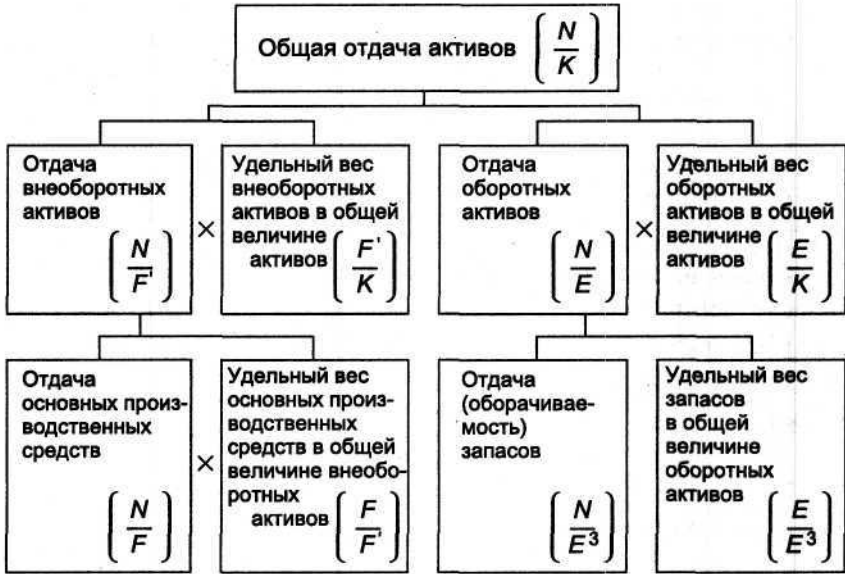 Общая отдача активов (N/K)
Отдача
внеоборотных
активов
(N/F')
×
Удельный вес
внеоборотных
активов в общей
величине
активов (F'/K)
Отдача
оборотных
активов
(N/E)
×
Удельный вес
оборотных
активов в общей
величине
активов (E/K)
Отдача
основных произ-
водственных
средств
(N/F)
×
Удельный вес
основных произ-
водственных
средств в общей
величине внеобо-
ротных
активов (F/F')
Отдача
(оборачивае-
мость)
запасов
(N/E³)
Удельный вес
запасов
в общей
величине
оборотных
активов
(E/E³)